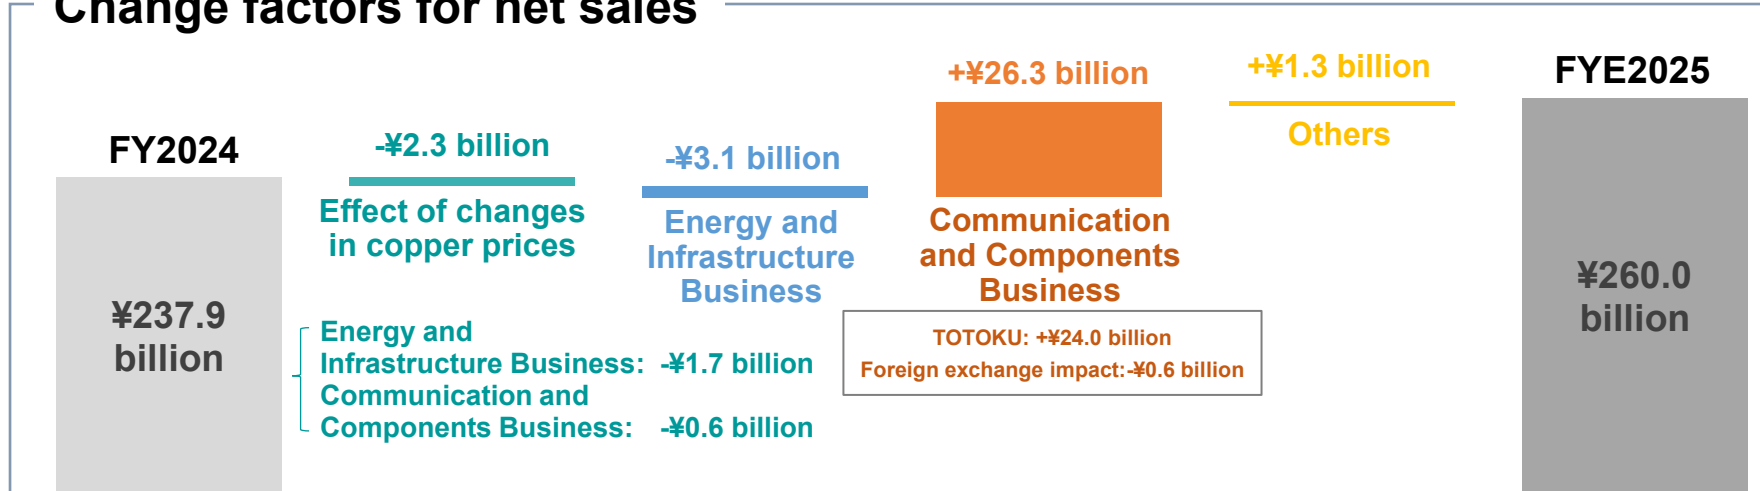 Change factors for net sales
FY2024
¥237.9
billion
-¥2.3 billion
Effect of changes
in copper prices
Energy and
Infrastructure Business: -¥1.7 billion
Communication and
Components Business: -¥0.6 billion
-¥3.1 billion
Energy and
Infrastructure
Business
+¥26.3 billion
Communication
and Components
Business
TOTOKU: +¥24.0 billion
Foreign exchange impact:-¥0.6 billion
+¥1.3 billion
Others
FYE2025
¥260.0
billion